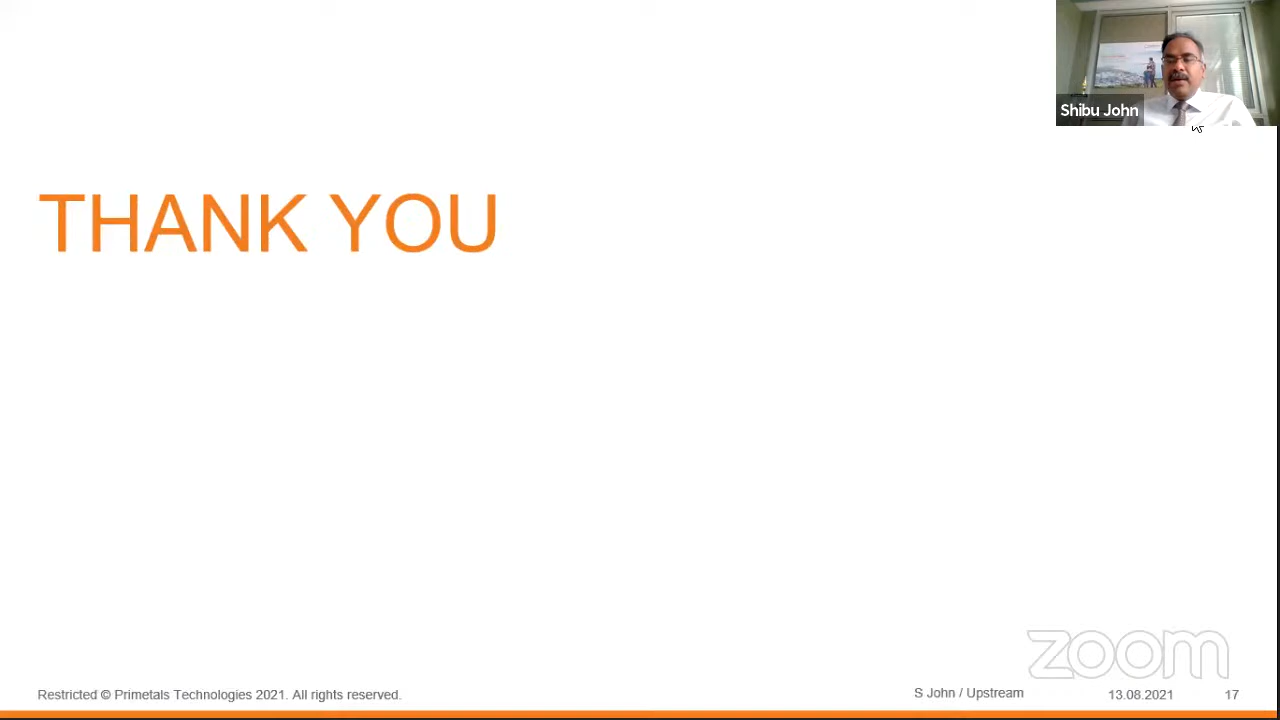 Shibu John
THANK YOU
zoom
Restricted © Primetals Technologies 2021. All rights reserved.
S John / Upstream
13.08.2021
17